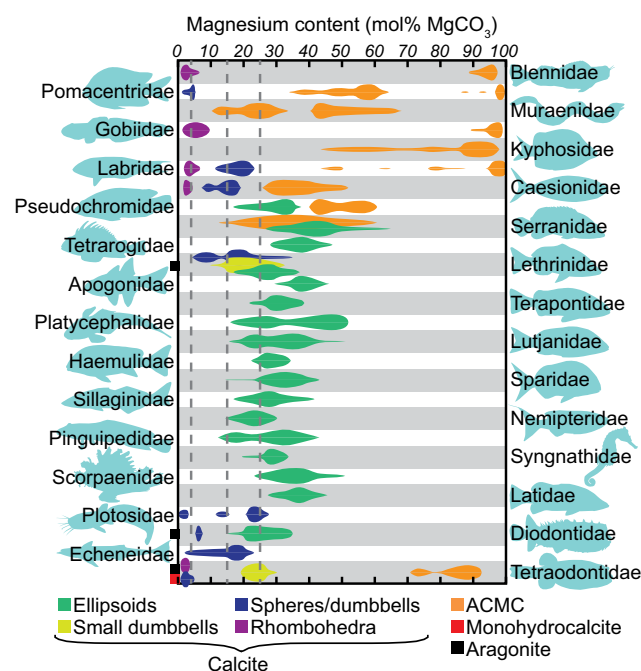 Magnesium content (mol% MgCO3)
0 10 20 30 40 50 60 70 80 90 100
Blennidae
Pomacentridae
Muraenidae
Gobiidae
Kyphosidae
Labridae
Caesionidae
Pseudochromidae
Serranidae
Tetrarogidae
Lethrinidae
Apogonidae
Terapontidae
Platycephalidae
Lutjanidae
Haemulidae
Sparidae
Sillaginidae
Nemipteridae
Pinguipedidae
Syngnathidae
Scorpaenidae
Latidae
Plotosidae
Diodontidae
Echeneidae
Tetraodontidae
Ellipsoids Spheres/dumbbells ACMC
Small dumbbells Rhombohedra Monohydrocalcite
Aragonite
Calcite